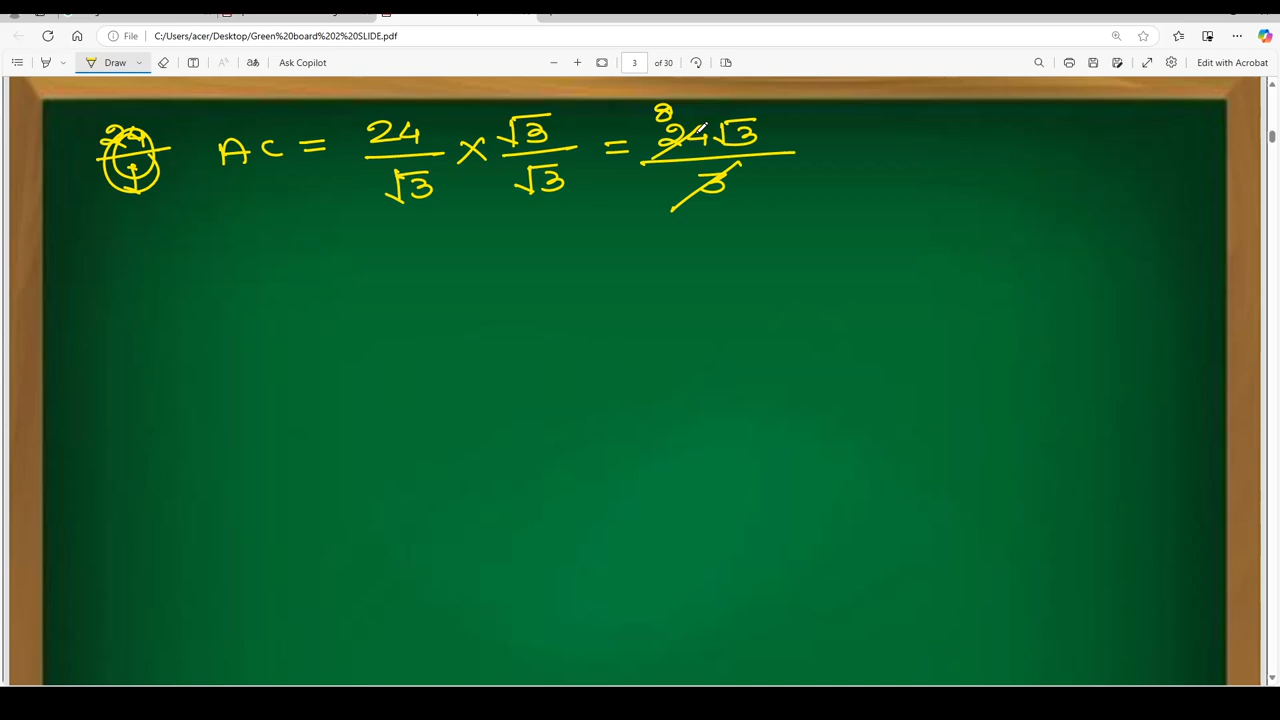 File C:/Users/acer/Desktop/Green%20board%202%20SLIDE.pdf
Draw Ask Copilot 3 of 30 Edit with Acrobat
AC = 24/√3 × √3/√3 = 24√3/3
8